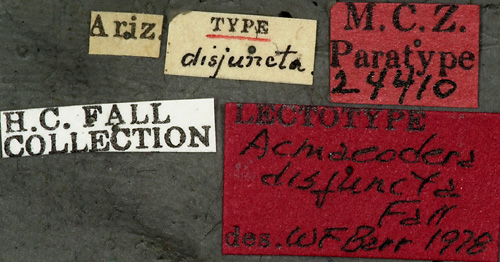 Ariz.
TYPE
disjuncta.
M.C.Z.
Paratype
24410
H.C. FALL
COLLECTION
LECTOTYPE
Acmaeodera
disjuncta
Fall
des. WF Barr 1978